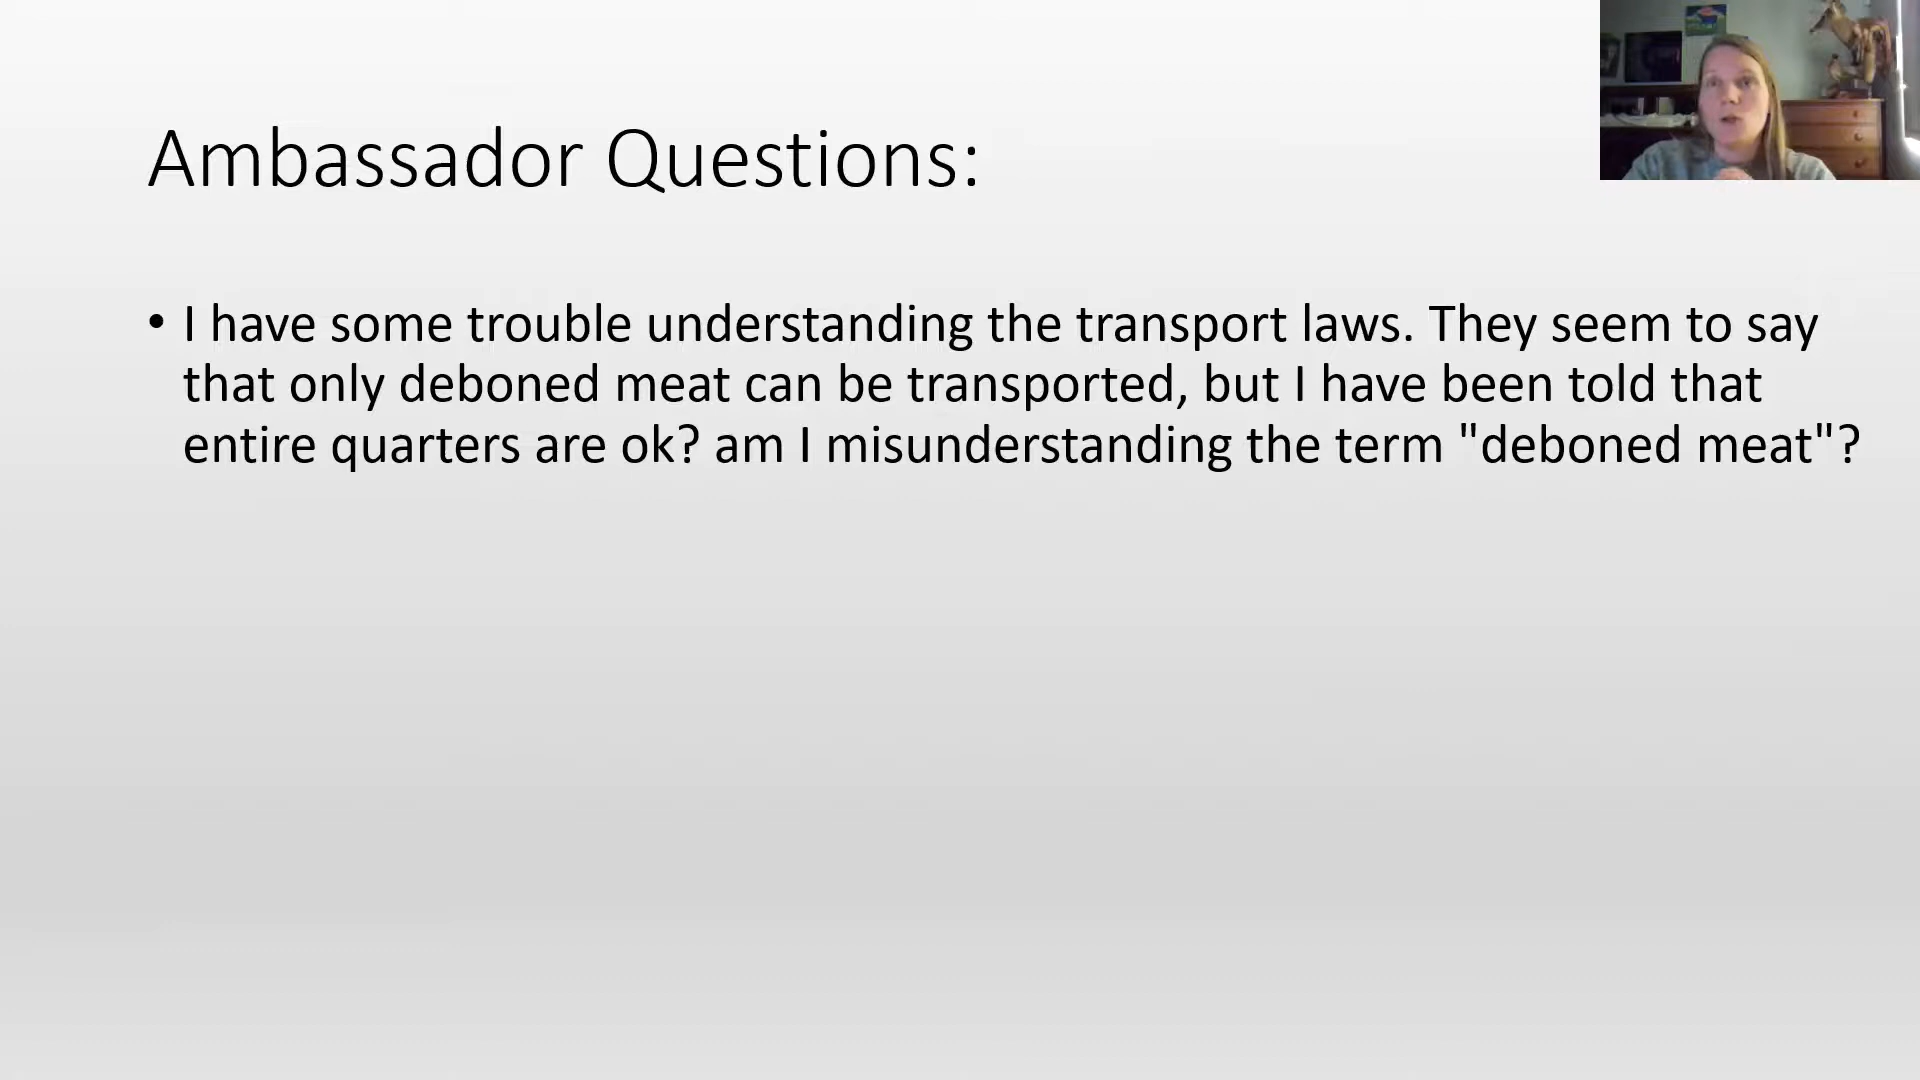 Ambassador Questions:
• I have some trouble understanding the transport laws. They seem to say
that only deboned meat can be transported, but I have been told that
entire quarters are ok? am I misunderstanding the term "deboned meat"?